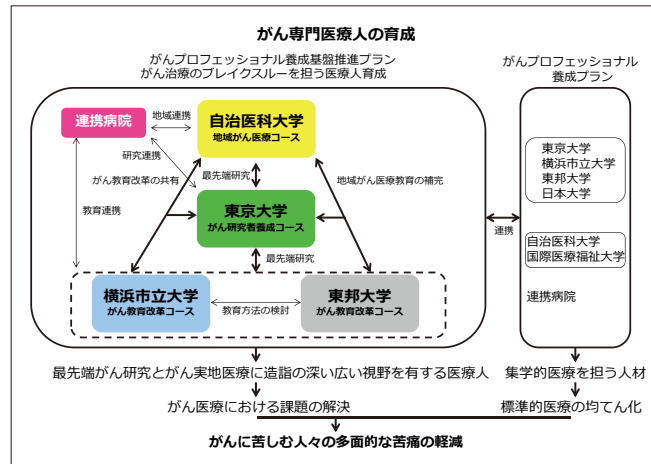 がん専門医療人の育成
がんプロフェッショナル養成基盤推進プラン
がん治療のブレイクスルーを担う医療人育成
がんプロフェッショナル
養成プラン
連携病院
地域連携
自治医科大学
地域がん医療コース
研究連携
がん教育改革の共有
最先端研究
地域がん医療教育の補完
教育連携
東京大学
がん研究者養成コース
最先端研究
横浜市立大学
がん教育改革コース
教育方法の検討
東邦大学
がん教育改革コース
連携
東京大学
横浜市立大学
東邦大学
日本大学
自治医科大学
国際医療福祉大学
連携病院
最先端がん研究とがん実地医療に造詣の深い広い視野を有する医療人
集学的医療を担う人材
がん医療における課題の解決
標準的医療の均てん化
がんに苦しむ人々の多面的な苦痛の軽減